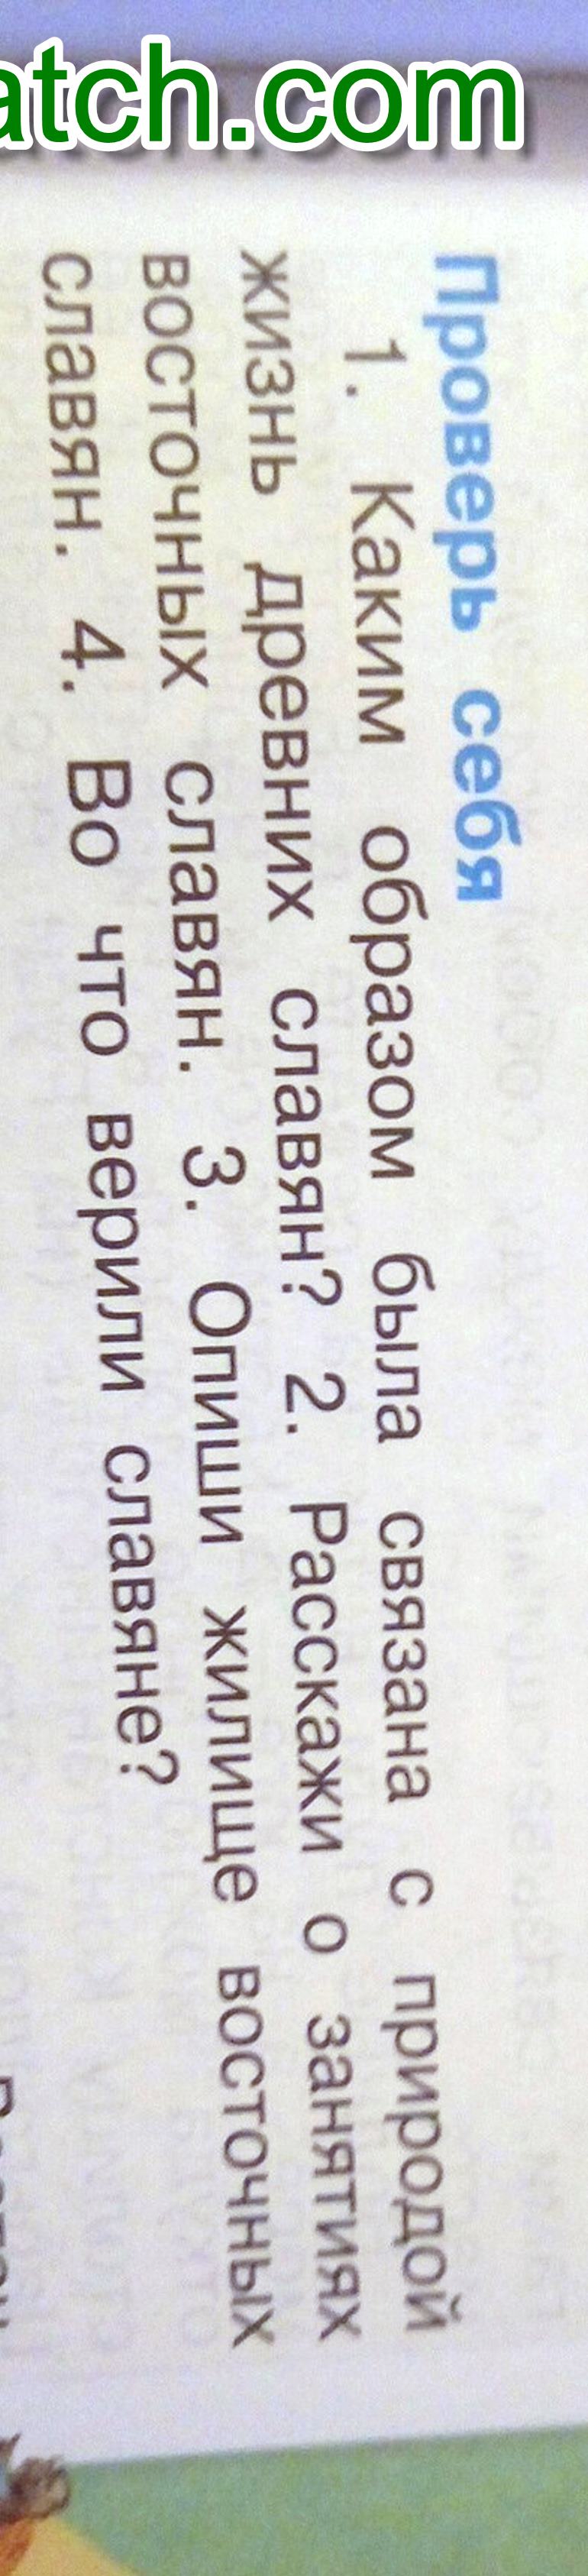 atch.com
Проверь себя
1. Каким образом была связана с природой
жизнь древних славян? 2. Расскажи о занятиях
восточных славян. 3. Опиши жилище восточных
славян. 4. Во что верили славяне?